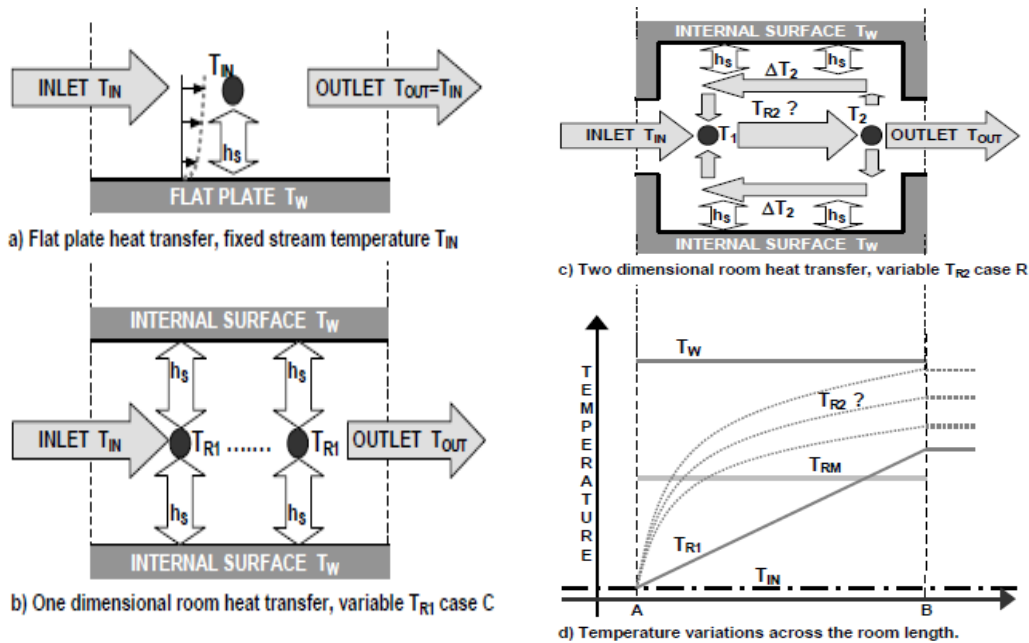 INLET T_IN
T_IN
OUTLET T_OUT=T_IN
h_s
FLAT PLATE T_W
a) Flat plate heat transfer, fixed stream temperature T_IN
INTERNAL SURFACE T_W
h_s h_s
INLET T_IN
T_R1 ....... T_R1
OUTLET T_OUT
h_s h_s
INTERNAL SURFACE T_W
b) One dimensional room heat transfer, variable T_R1 case C
INTERNAL SURFACE T_W
h_s h_s
ΔT_2
T_R2 ?
T_2
INLET T_IN
T_1
OUTLET T_OUT
ΔT_2
h_s h_s
INTERNAL SURFACE T_W
c) Two dimensional room heat transfer, variable T_R2 case R
TEMPERATURE
T_W
T_R2 ?
T_RM
T_R1
T_IN
A B
d) Temperature variations across the room length.